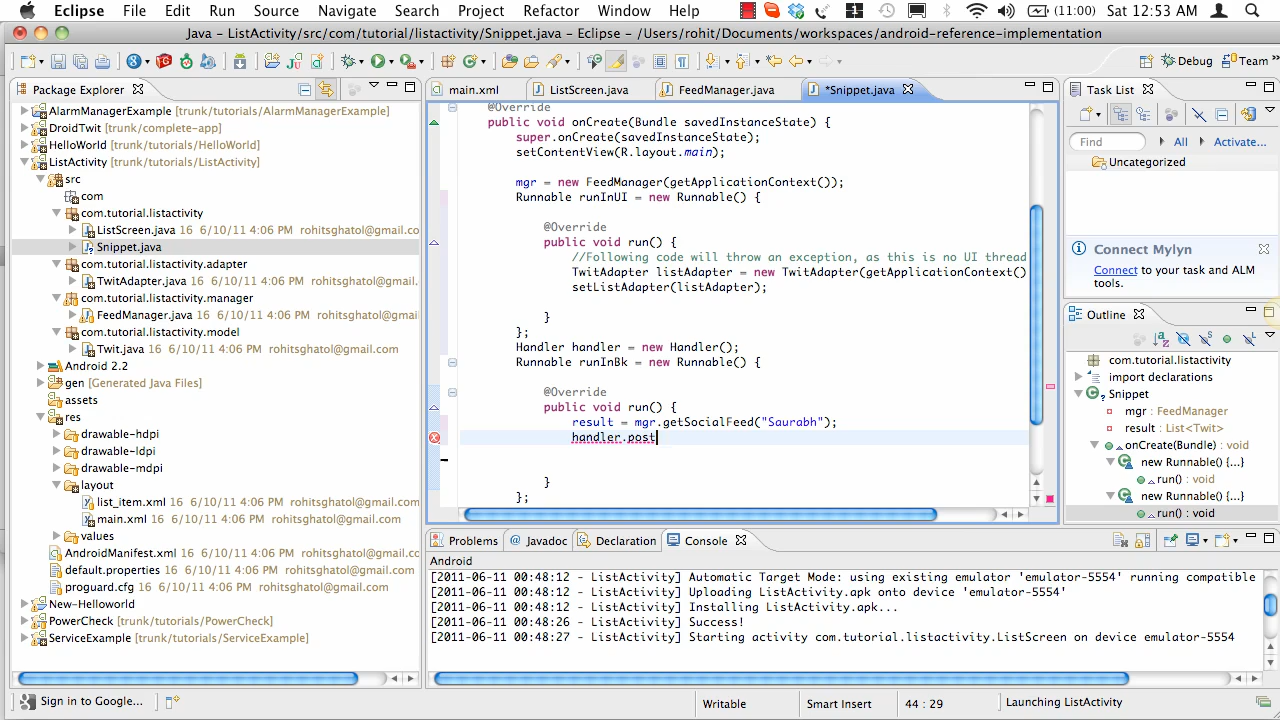 Eclipse File Edit Run Source Navigate Search Project Refactor Window Help (11:00) Sat 12:53 AM
Java - ListActivity/src/com/tutorial/listactivity/Snippet.java - Eclipse - /Users/rohit/Documents/workspaces/android-reference-implementation
Debug Team
Package Explorer
AlarmManagerExample (trunk/tutorials/AlarmManagerExample)
DroidTwit (trunk/complete-app)
HelloWorld (trunk/tutorials/HelloWorld)
ListActivity (trunk/tutorials/ListActivity)
src
com
com.tutorial.listactivity
ListScreen.java 16 6/10/11 4:06 PM rohitsghatol@gmail.co
Snippet.java
com.tutorial.listactivity.adapter
TwitAdapter.java 16 6/10/11 4:06 PM rohitsghatol@gmail.
com.tutorial.listactivity.manager
FeedManager.java 16 6/10/11 4:06 PM rohitsghatol@gmai
com.tutorial.listactivity.model
Twit.java 16 6/10/11 4:06 PM rohitsghatol@gmail.com
Android 2.2
gen [Generated Java Files]
assets
res
drawable-hdpi
drawable-ldpi
drawable-mdpi
layout
list_item.xml 16 6/10/11 4:06 PM rohitsghatol@gmail.com
main.xml 16 6/10/11 4:06 PM rohitsghatol@gmail.com
values
AndroidManifest.xml 16 6/10/11 4:06 PM rohitsghatol@gmail.com
default.properties 16 6/10/11 4:06 PM rohitsghatol@gmail.com
proguard.cfg 16 6/10/11 4:06 PM rohitsghatol@gmail.com
New-Helloworld
PowerCheck (trunk/tutorials/PowerCheck)
ServiceExample (trunk/tutorials/ServiceExample)
main.xml ListScreen.java FeedManager.java *Snippet.java
@Override
public void onCreate(Bundle savedInstanceState) {
super.onCreate(savedInstanceState);
setContentView(R.layout.main);
mgr = new FeedManager(getApplicationContext());
Runnable runInUI = new Runnable() {
@Override
public void run() {
//Following code will throw an exception, as this is no UI thread
TwitAdapter listAdapter = new TwitAdapter(getApplicationContext()
setListAdapter(listAdapter);
}
};
Handler handler = new Handler();
Runnable runInBk = new Runnable() {
@Override
public void run() {
result = mgr.getSocialFeed("Saurabh");
handler.post
}
};
Task List
Find All Activate...
Uncategorized
Connect Mylyn
Connect to your task and ALM
tools.
Outline
com.tutorial.listactivity
import declarations
Snippet
mgr : FeedManager
result : List<Twit>
onCreate(Bundle) : void
new Runnable() {...}
run() : void
new Runnable() {...}
run() : void
Problems Javadoc Declaration Console
Android
[2011-06-11 00:48:12 - ListActivity] Automatic Target Mode: using existing emulator 'emulator-5554' running compatible
[2011-06-11 00:48:12 - ListActivity] Uploading ListActivity.apk onto device 'emulator-5554'
[2011-06-11 00:48:12 - ListActivity] Installing ListActivity.apk...
[2011-06-11 00:48:26 - ListActivity] Success!
[2011-06-11 00:48:27 - ListActivity] Starting activity com.tutorial.listactivity.ListScreen on device emulator-5554
Sign in to Google... Writable Smart Insert 44 : 29 Launching ListActivity